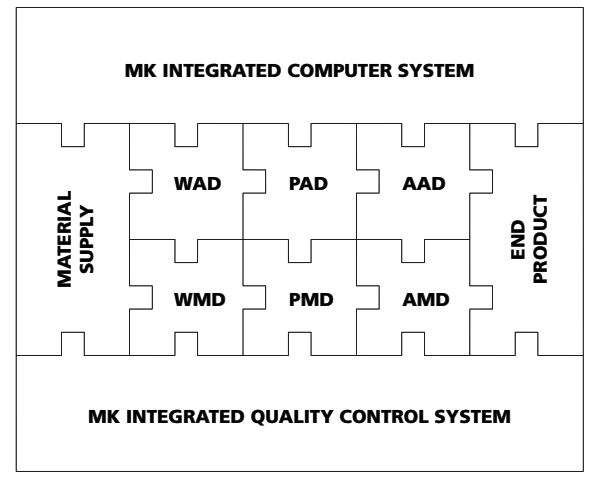 MK INTEGRATED COMPUTER SYSTEM
MATERIAL
SUPPLY
WAD
PAD
AAD
END
PRODUCT
WMD
PMD
AMD
MK INTEGRATED QUALITY CONTROL SYSTEM